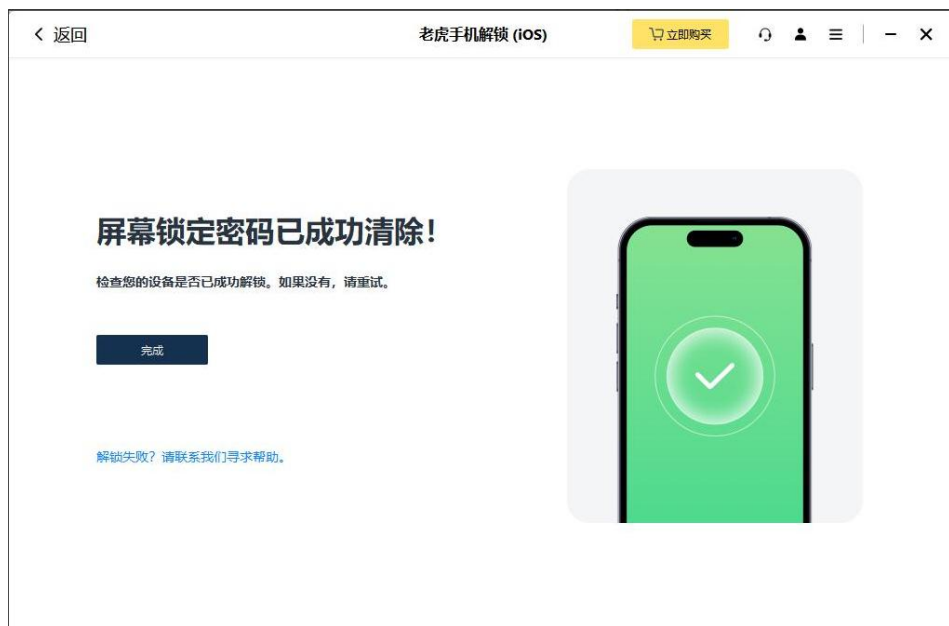 返回
老虎手机解锁 (iOS)
立即购买
屏幕锁定密码已成功清除！
检查您的设备是否已成功解锁。如果没有，请重试。
完成
解锁失败？请联系我们寻求帮助。